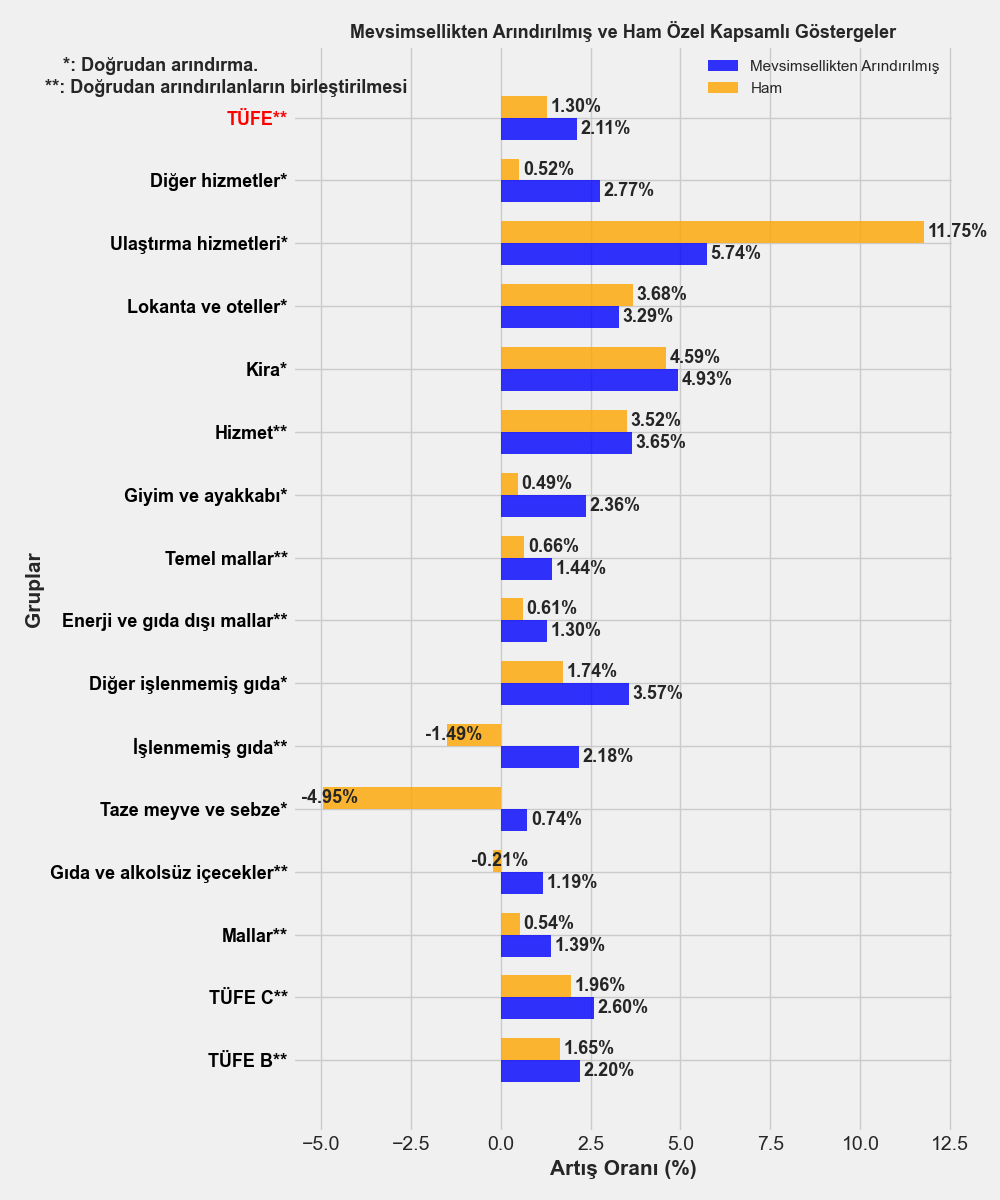 Mevsimsellikten Arındırılmış ve Ham Özel Kapsamlı Göstergeler
*: Doğrudan arındırma.
**: Doğrudan arındırılanların birleştirilmesi
Mevsimsellikten Arındırılmış
Ham
TÜFE**
1.30%
2.11%
Diğer hizmetler*
0.52%
2.77%
Ulaştırma hizmetleri*
11.75%
5.74%
Lokanta ve oteller*
3.68%
3.29%
Kira*
4.59%
4.93%
Hizmet**
3.52%
3.65%
Giyim ve ayakkabı*
0.49%
2.36%
Temel mallar**
0.66%
1.44%
Enerji ve gıda dışı mallar**
0.61%
1.30%
Diğer işlenmemiş gıda*
1.74%
3.57%
İşlenmemiş gıda**
-1.49%
2.18%
Taze meyve ve sebze*
-4.95%
0.74%
Gıda ve alkolsüz içecekler**
-0.21%
1.19%
Mallar**
0.54%
1.39%
TÜFE C**
1.96%
2.60%
TÜFE B**
1.65%
2.20%
Gruplar
−5.0 −2.5 0.0 2.5 5.0 7.5 10.0 12.5
Artış Oranı (%)